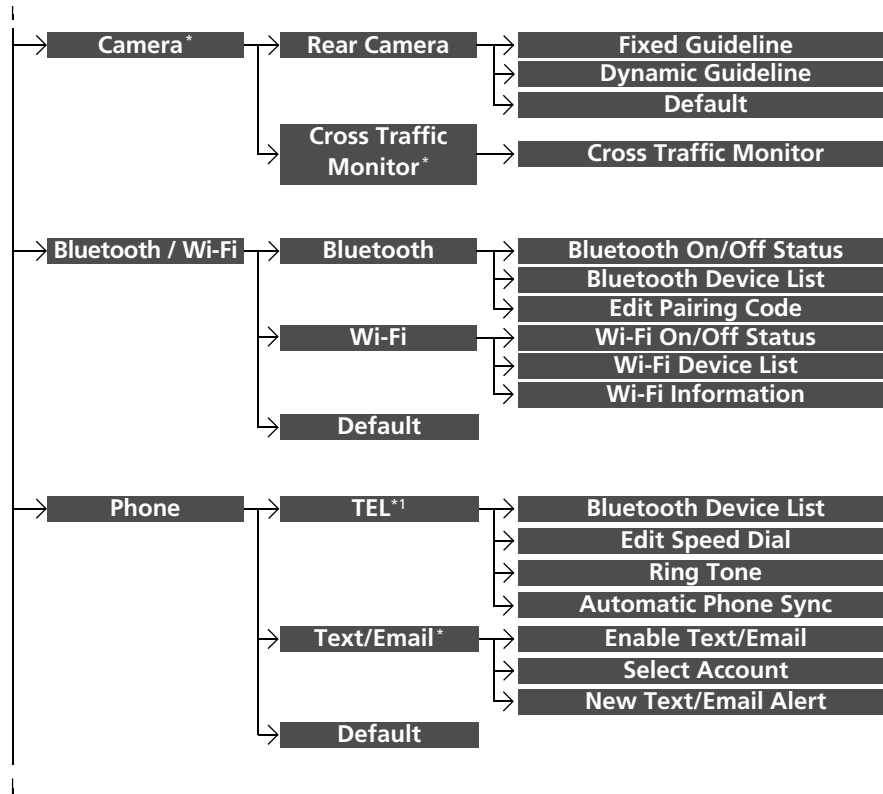 Camera*
Rear Camera
Fixed Guideline
Dynamic Guideline
Default
Cross Traffic
Monitor*
Cross Traffic Monitor
Bluetooth / Wi-Fi
Bluetooth
Bluetooth On/Off Status
Bluetooth Device List
Edit Pairing Code
Wi-Fi
Wi-Fi On/Off Status
Wi-Fi Device List
Wi-Fi Information
Default
Phone
TEL*1
Bluetooth Device List
Edit Speed Dial
Ring Tone
Automatic Phone Sync
Text/Email*
Enable Text/Email
Select Account
New Text/Email Alert
Default